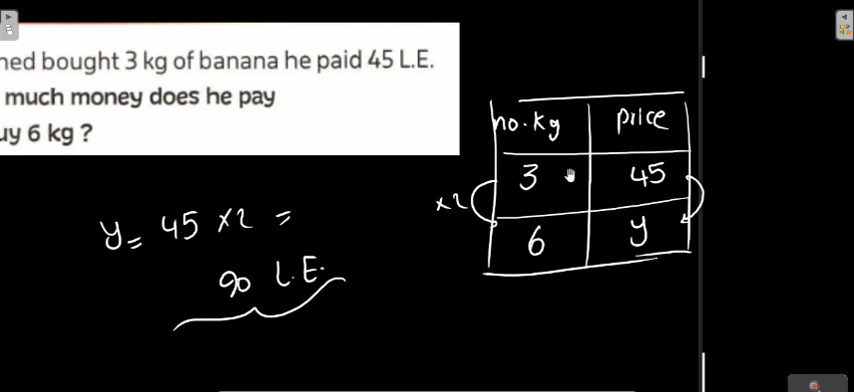 ned bought 3 kg of banana he paid 45 L.E.
much money does he pay
uy 6 kg ?
no.kg price
3 45
×2
6 y
y= 45 ×2 =
90 L.E.